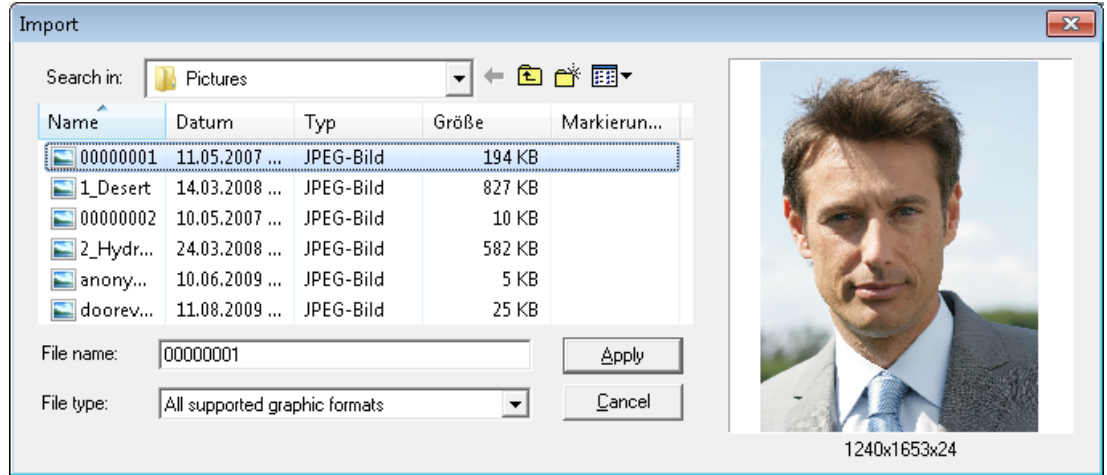 Import
Search in: Pictures
Name Datum Typ Größe Markierun...
00000001 11.05.2007 ... JPEG-Bild 194 KB
1_Desert 14.03.2008 ... JPEG-Bild 827 KB
00000002 10.05.2007 ... JPEG-Bild 10 KB
2_Hydr... 24.03.2008 ... JPEG-Bild 582 KB
anony... 10.06.2009 ... JPEG-Bild 5 KB
doorev... 11.08.2009 ... JPEG-Bild 25 KB
File name: 00000001 Apply
File type: All supported graphic formats Cancel
1240x1653x24